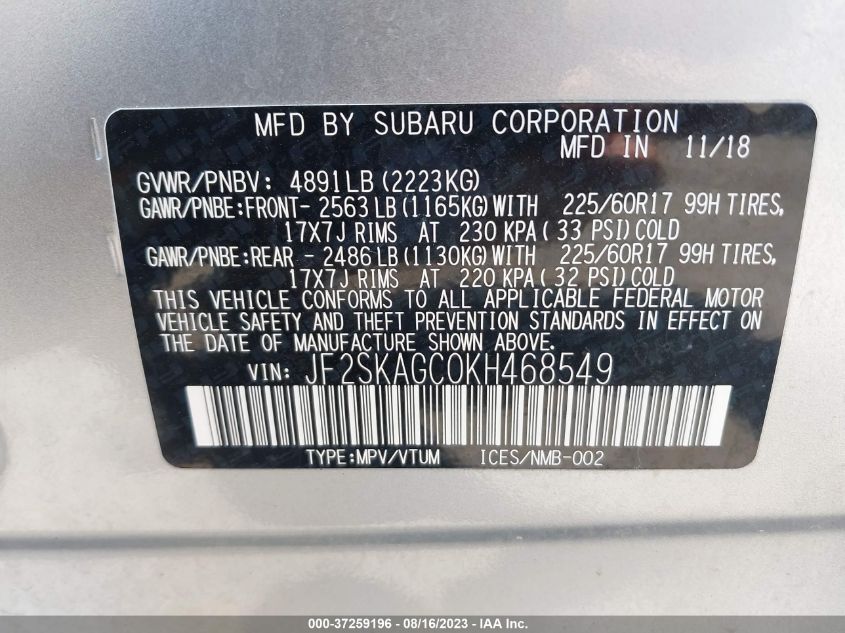 MFD BY SUBARU CORPORATION
MFD IN 11/18
GVWR/PNBV: 4891LB (2223KG)
GAWR/PNBE:FRONT- 2563 LB (1165KG) WITH 225/60R17 99H TIRES,
17X7J RIMS AT 230 KPA ( 33 PSI) COLD
GAWR/PNBE:REAR - 2486 LB (1130KG) WITH 225/60R17 99H TIRES,
17X7J RIMS AT 220 KPA ( 32 PSI) COLD
THIS VEHICLE CONFORMS TO ALL APPLICABLE FEDERAL MOTOR
VEHICLE SAFETY AND THEFT PREVENTION STANDARDS IN EFFECT ON
THE DATE OF MANUFACTURE SHOWN ABOVE.
VIN: JF2SKAGC0KH468549
TYPE:MPV/VTUM ICES/NMB-002
000-37259196 - 08/16/2023 - IAA Inc.